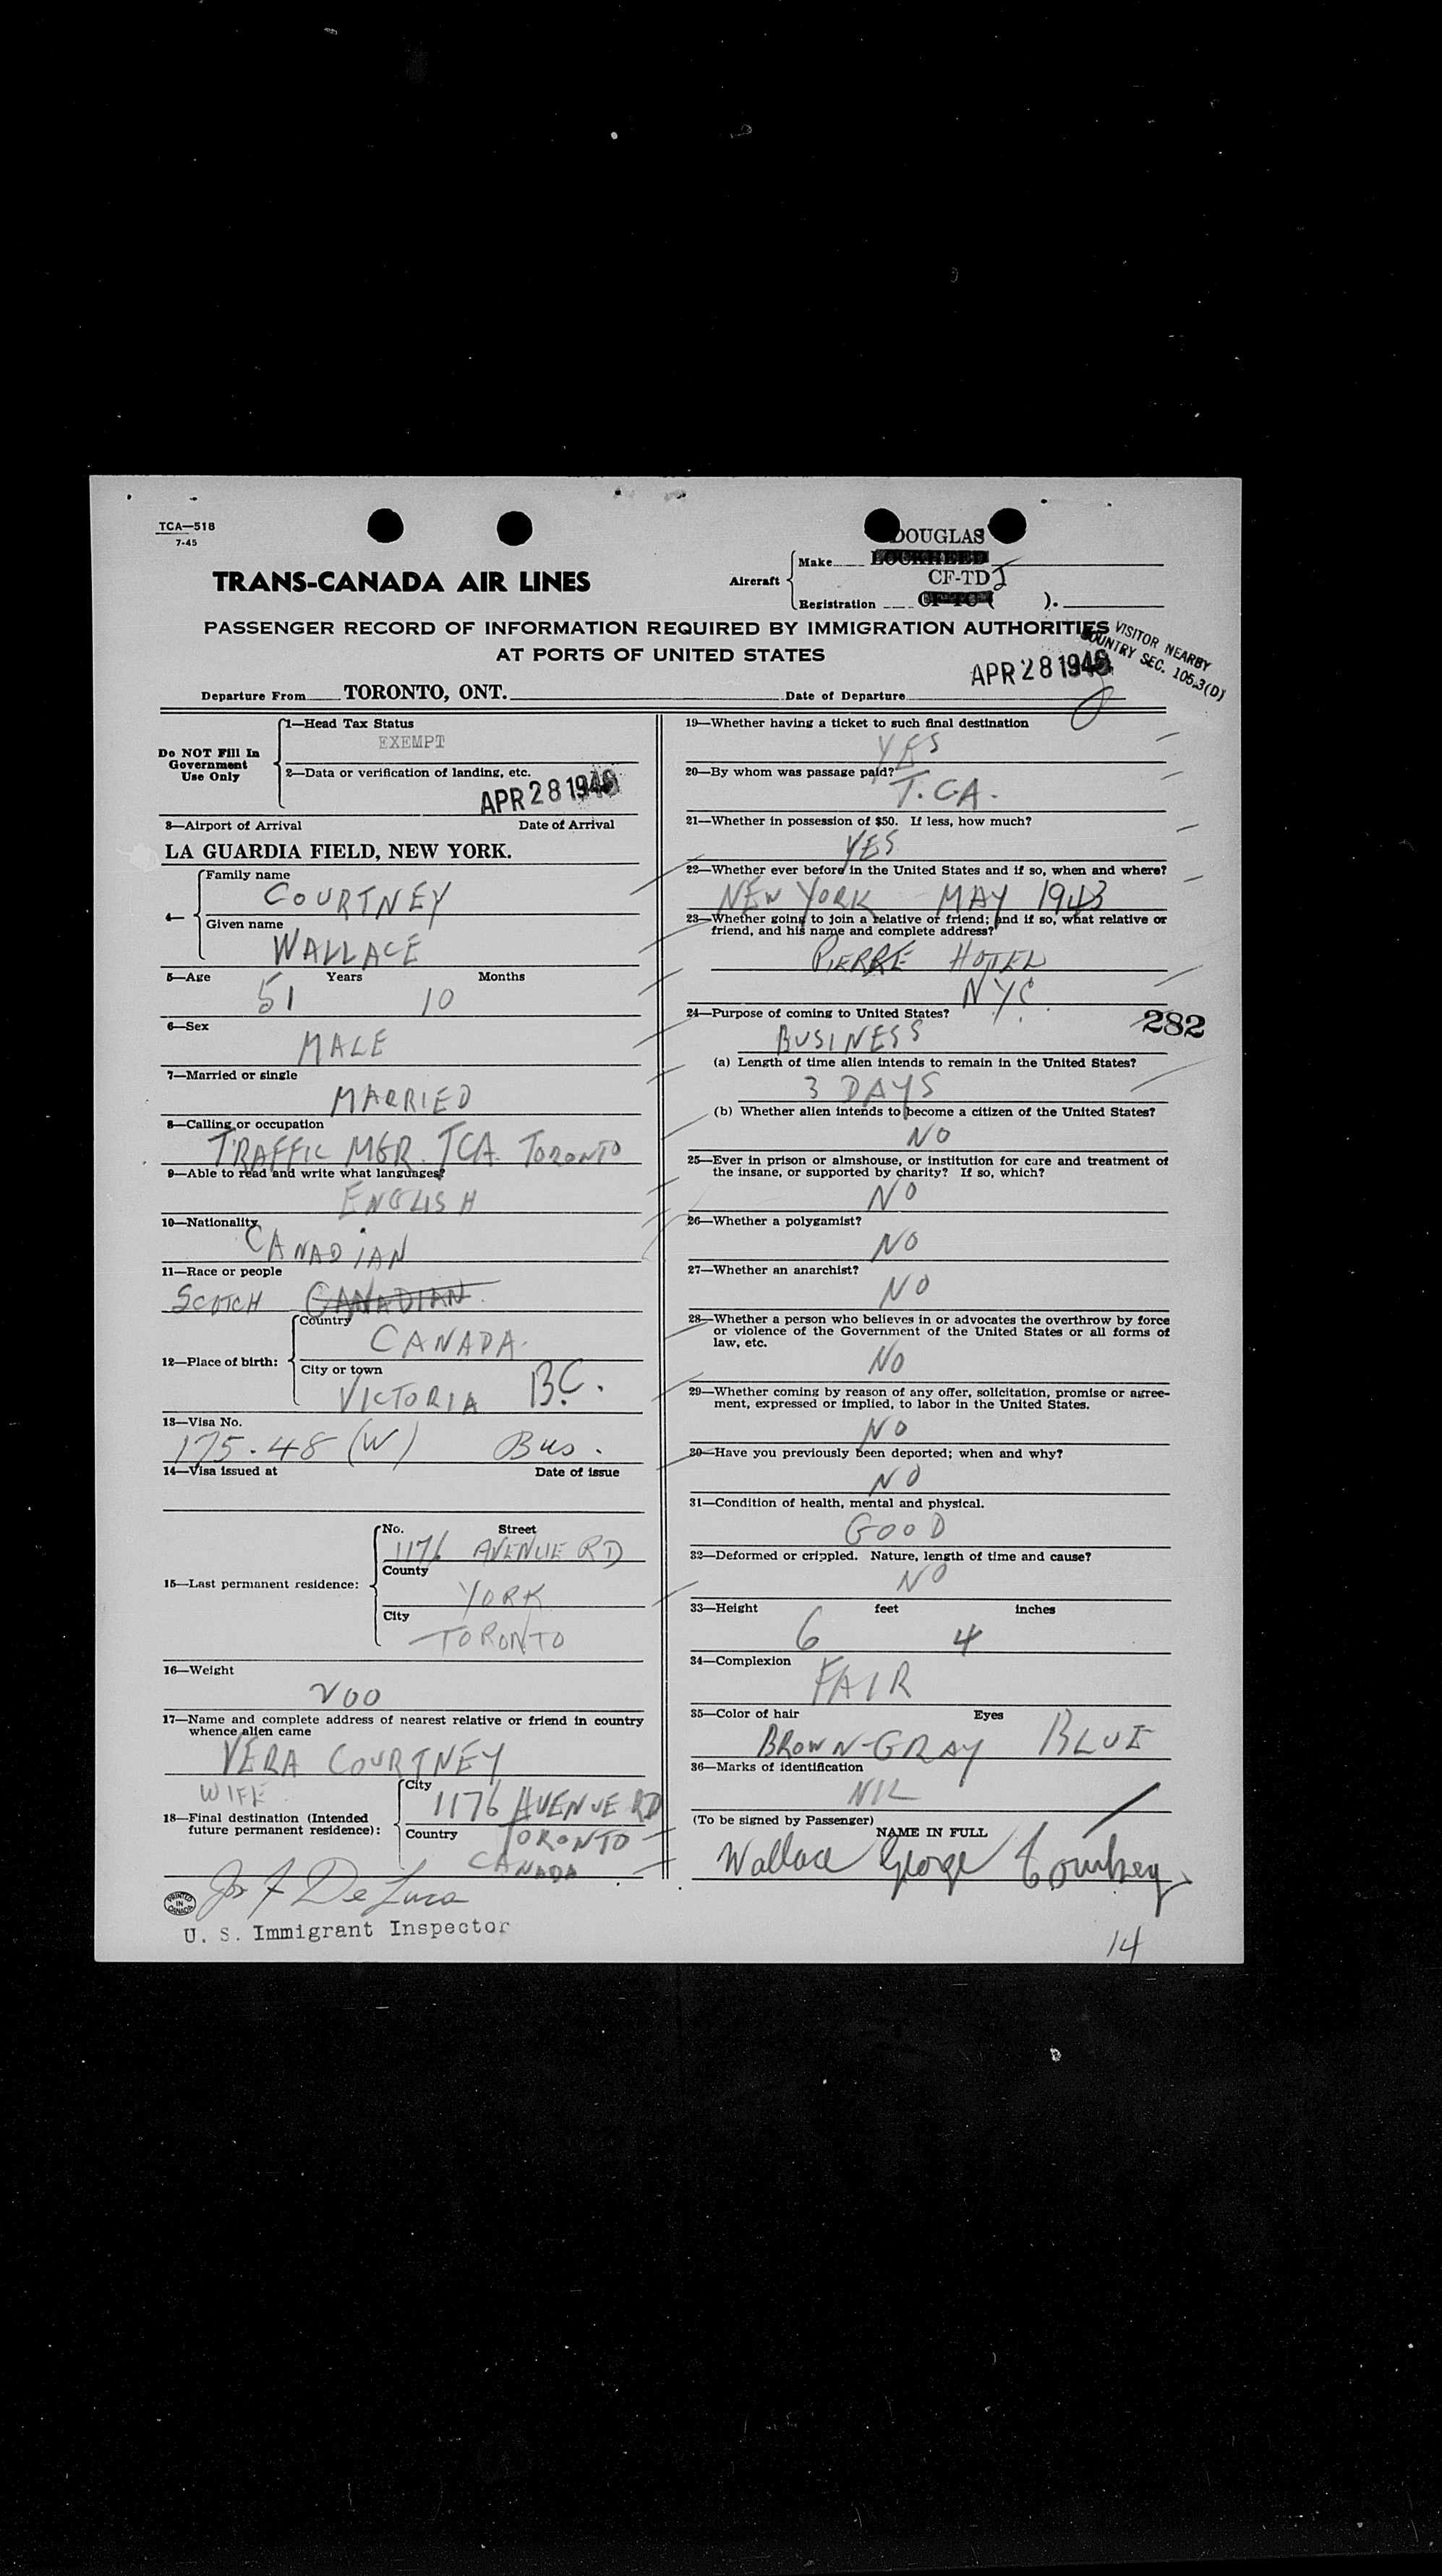 TCA—518
7-45
TRANS-CANADA AIR LINES
DOUGLAS
Aircraft
Make LOCKHEED
CF-TDJ
Registration ( ).
PASSENGER RECORD OF INFORMATION REQUIRED BY IMMIGRATION AUTHORITIES
AT PORTS OF UNITED STATES
VISITOR NEARBY
COUNTRY SEC. 105.3(D)
APR 28 1946
Departure From TORONTO, ONT. Date of Departure
Do NOT Fill In
Government
Use Only
1—Head Tax Status
EXEMPT
2—Data or verification of landing, etc.
APR 28 1946
3—Airport of Arrival Date of Arrival
LA GUARDIA FIELD, NEW YORK.
4—
Family name
COURTNEY
Given name
WALLACE
5—Age Years Months
51 10
6—Sex
MALE
7—Married or single
MARRIED
8—Calling or occupation
TRAFFIC MGR. TCA. TORONTO
9—Able to read and write what languages?
ENGLISH
10—Nationality
CANADIAN
11—Race or people
SCOTCH CANADIAN
12—Place of birth:
Country
CANADA.
City or town
VICTORIA B.C.
13—Visa No.
175.48 (W) Bus.
14—Visa issued at Date of issue
15—Last permanent residence:
No. Street
1176 AVENUE RD
County
YORK
City
TORONTO
16—Weight
200
17—Name and complete address of nearest relative or friend in country
whence alien came
VERA COURTNEY
WIFE
18—Final destination (Intended
future permanent residence):
City
1176 AVENUE RD
Country TORONTO
CANADA
Jos A De Luca
PRINTED
IN
CANADA
U. S. Immigrant Inspector
19—Whether having a ticket to such final destination
YES
20—By whom was passage paid?
T.CA.
21—Whether in possession of $50. If less, how much?
YES
22—Whether ever before in the United States and if so, when and where?
NEW YORK MAY 1943
23—Whether going to join a relative or friend; and if so, what relative or
friend, and his name and complete address?
PIERRE HOTEL
NYC
24—Purpose of coming to United States?
282
BUSINESS
(a) Length of time alien intends to remain in the United States?
3 DAYS
(b) Whether alien intends to become a citizen of the United States?
NO
25—Ever in prison or almshouse, or institution for care and treatment of
the insane, or supported by charity? If so, which?
NO
26—Whether a polygamist?
NO
27—Whether an anarchist?
NO
28—Whether a person who believes in or advocates the overthrow by force
or violence of the Government of the United States or all forms of
law, etc.
NO
29—Whether coming by reason of any offer, solicitation, promise or agree-
ment, expressed or implied, to labor in the United States.
NO
30—Have you previously been deported; when and why?
NO
31—Condition of health, mental and physical.
GOOD
32—Deformed or crippled. Nature, length of time and cause?
NO
33—Height feet inches
6 4
34—Complexion
FAIR
35—Color of hair Eyes
BROWN-GRAY BLUE
36—Marks of identification
NIL
(To be signed by Passenger)
NAME IN FULL
Wallace George Courtney
14